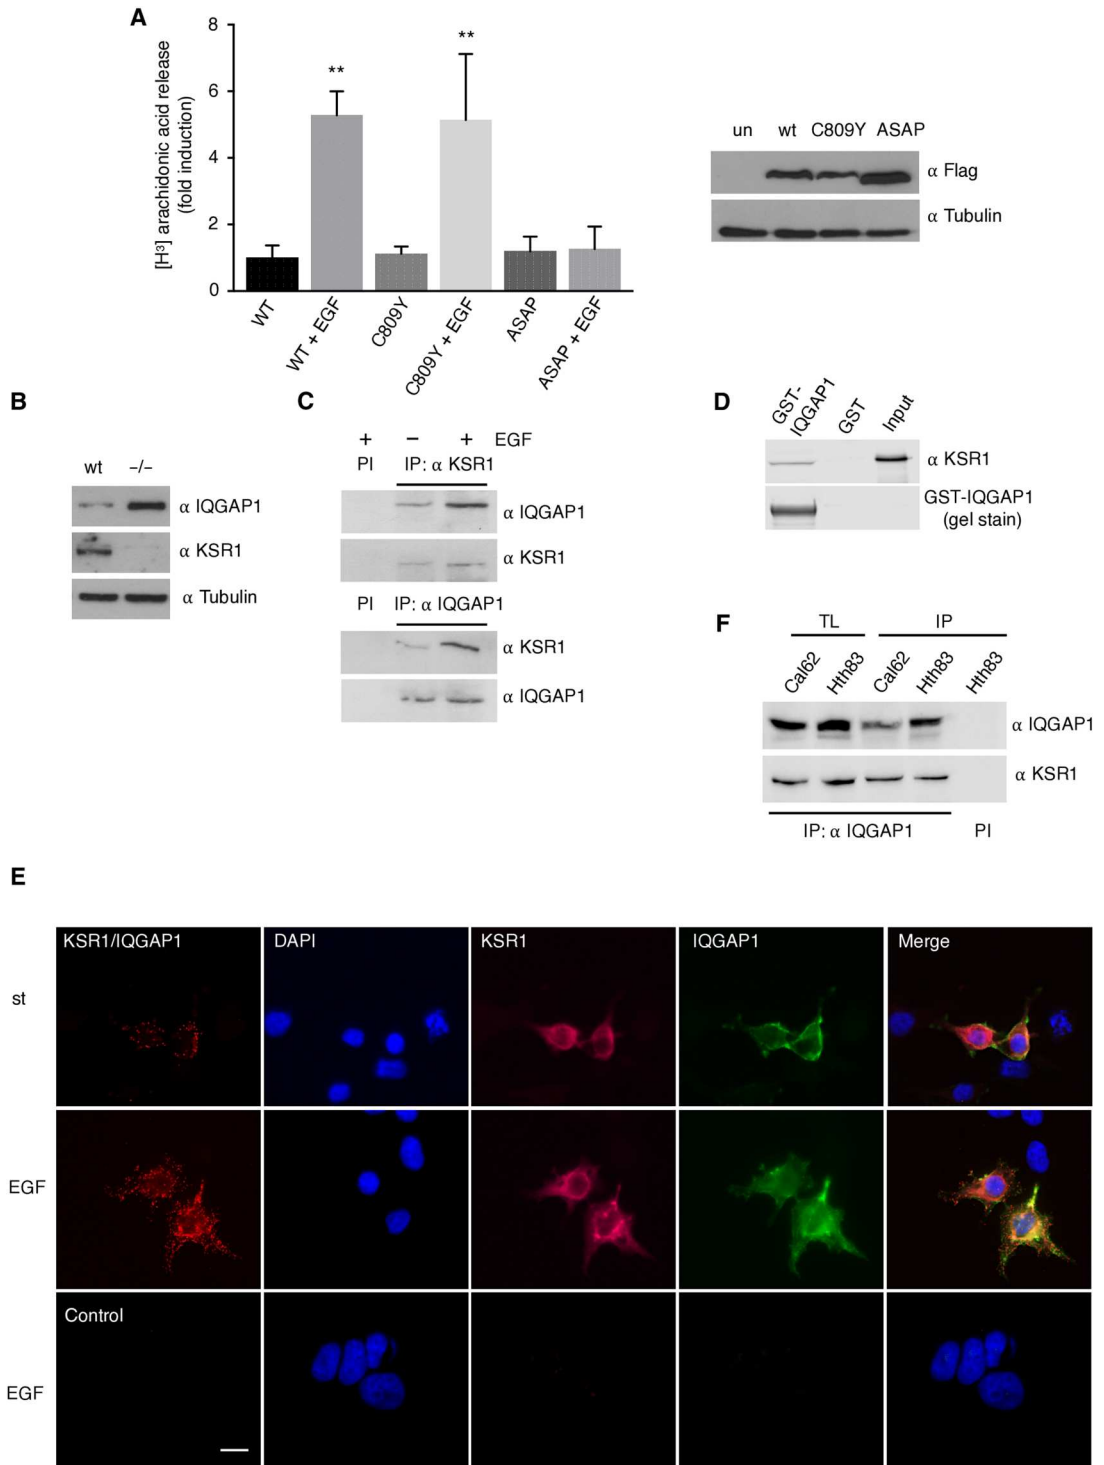 A
[H³] arachidonic acid release
(fold induction)
8
6
4
2
0
**
**
WT
WT + EGF
C809Y
C809Y + EGF
ASAP
ASAP + EGF
un wt C809Y ASAP
α Flag
α Tubulin
B
wt –/–
α IQGAP1
α KSR1
α Tubulin
C
+ – + EGF
PI IP: α KSR1
α IQGAP1
α KSR1
PI IP: α IQGAP1
α KSR1
α IQGAP1
D
GST-
IQGAP1
GST
Input
α KSR1
GST-IQGAP1
(gel stain)
F
TL IP
Cal62
Hth83
Cal62
Hth83
Hth83
α IQGAP1
α KSR1
IP: α IQGAP1 PI
E
KSR1/IQGAP1 DAPI KSR1 IQGAP1 Merge
st
EGF
Control
EGF